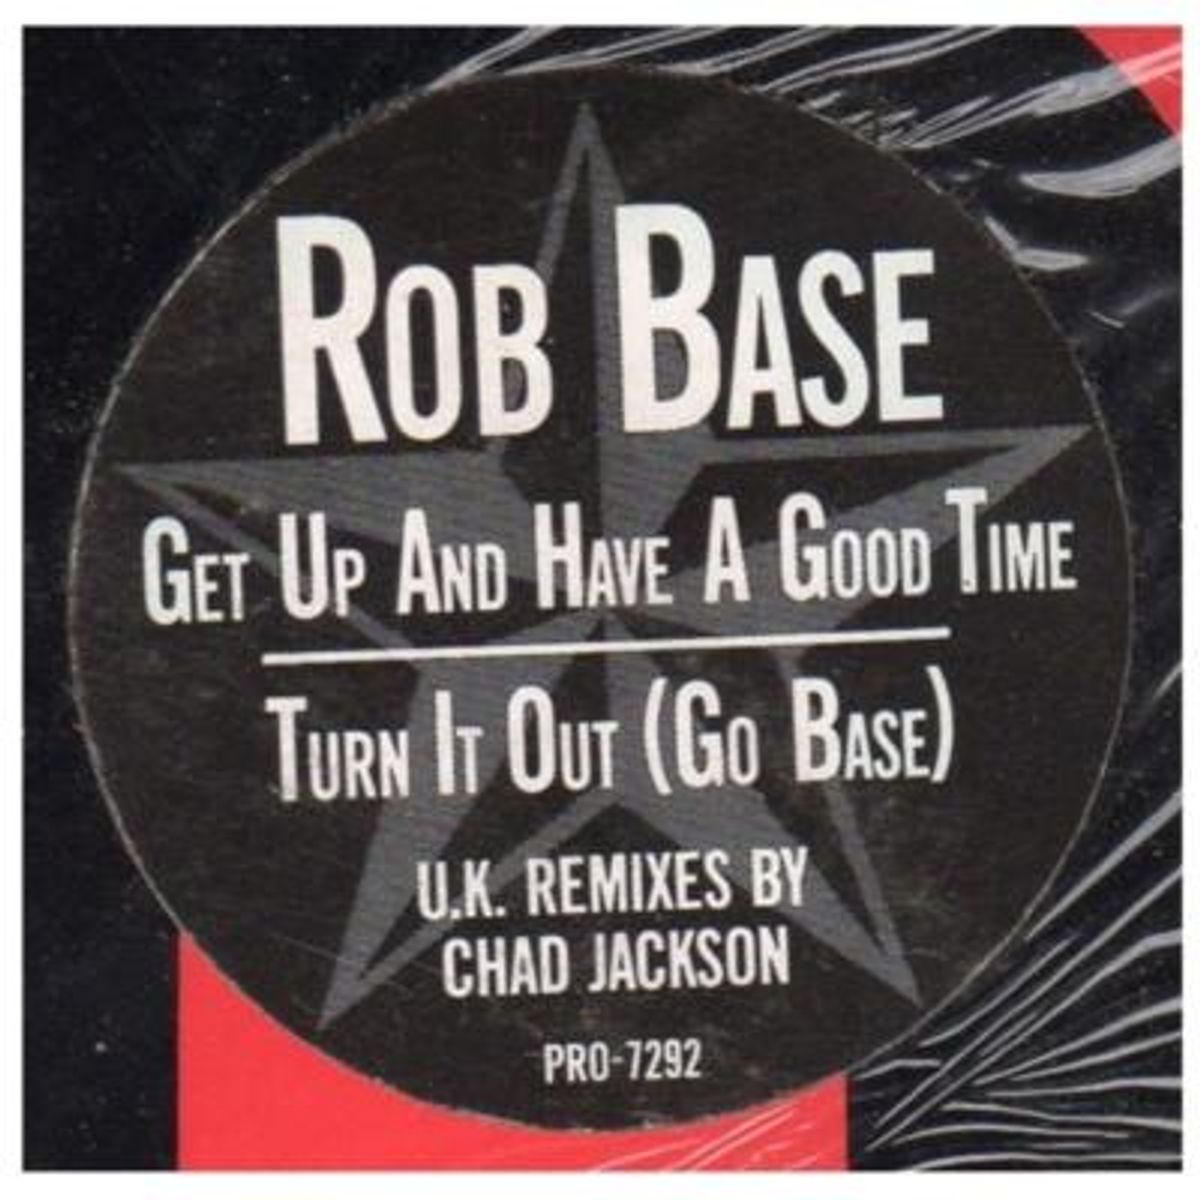 ROB BASE
GET UP AND HAVE A GOOD TIME
TURN IT OUT (GO BASE)
U.K. REMIXES BY
CHAD JACKSON
PRO-7292